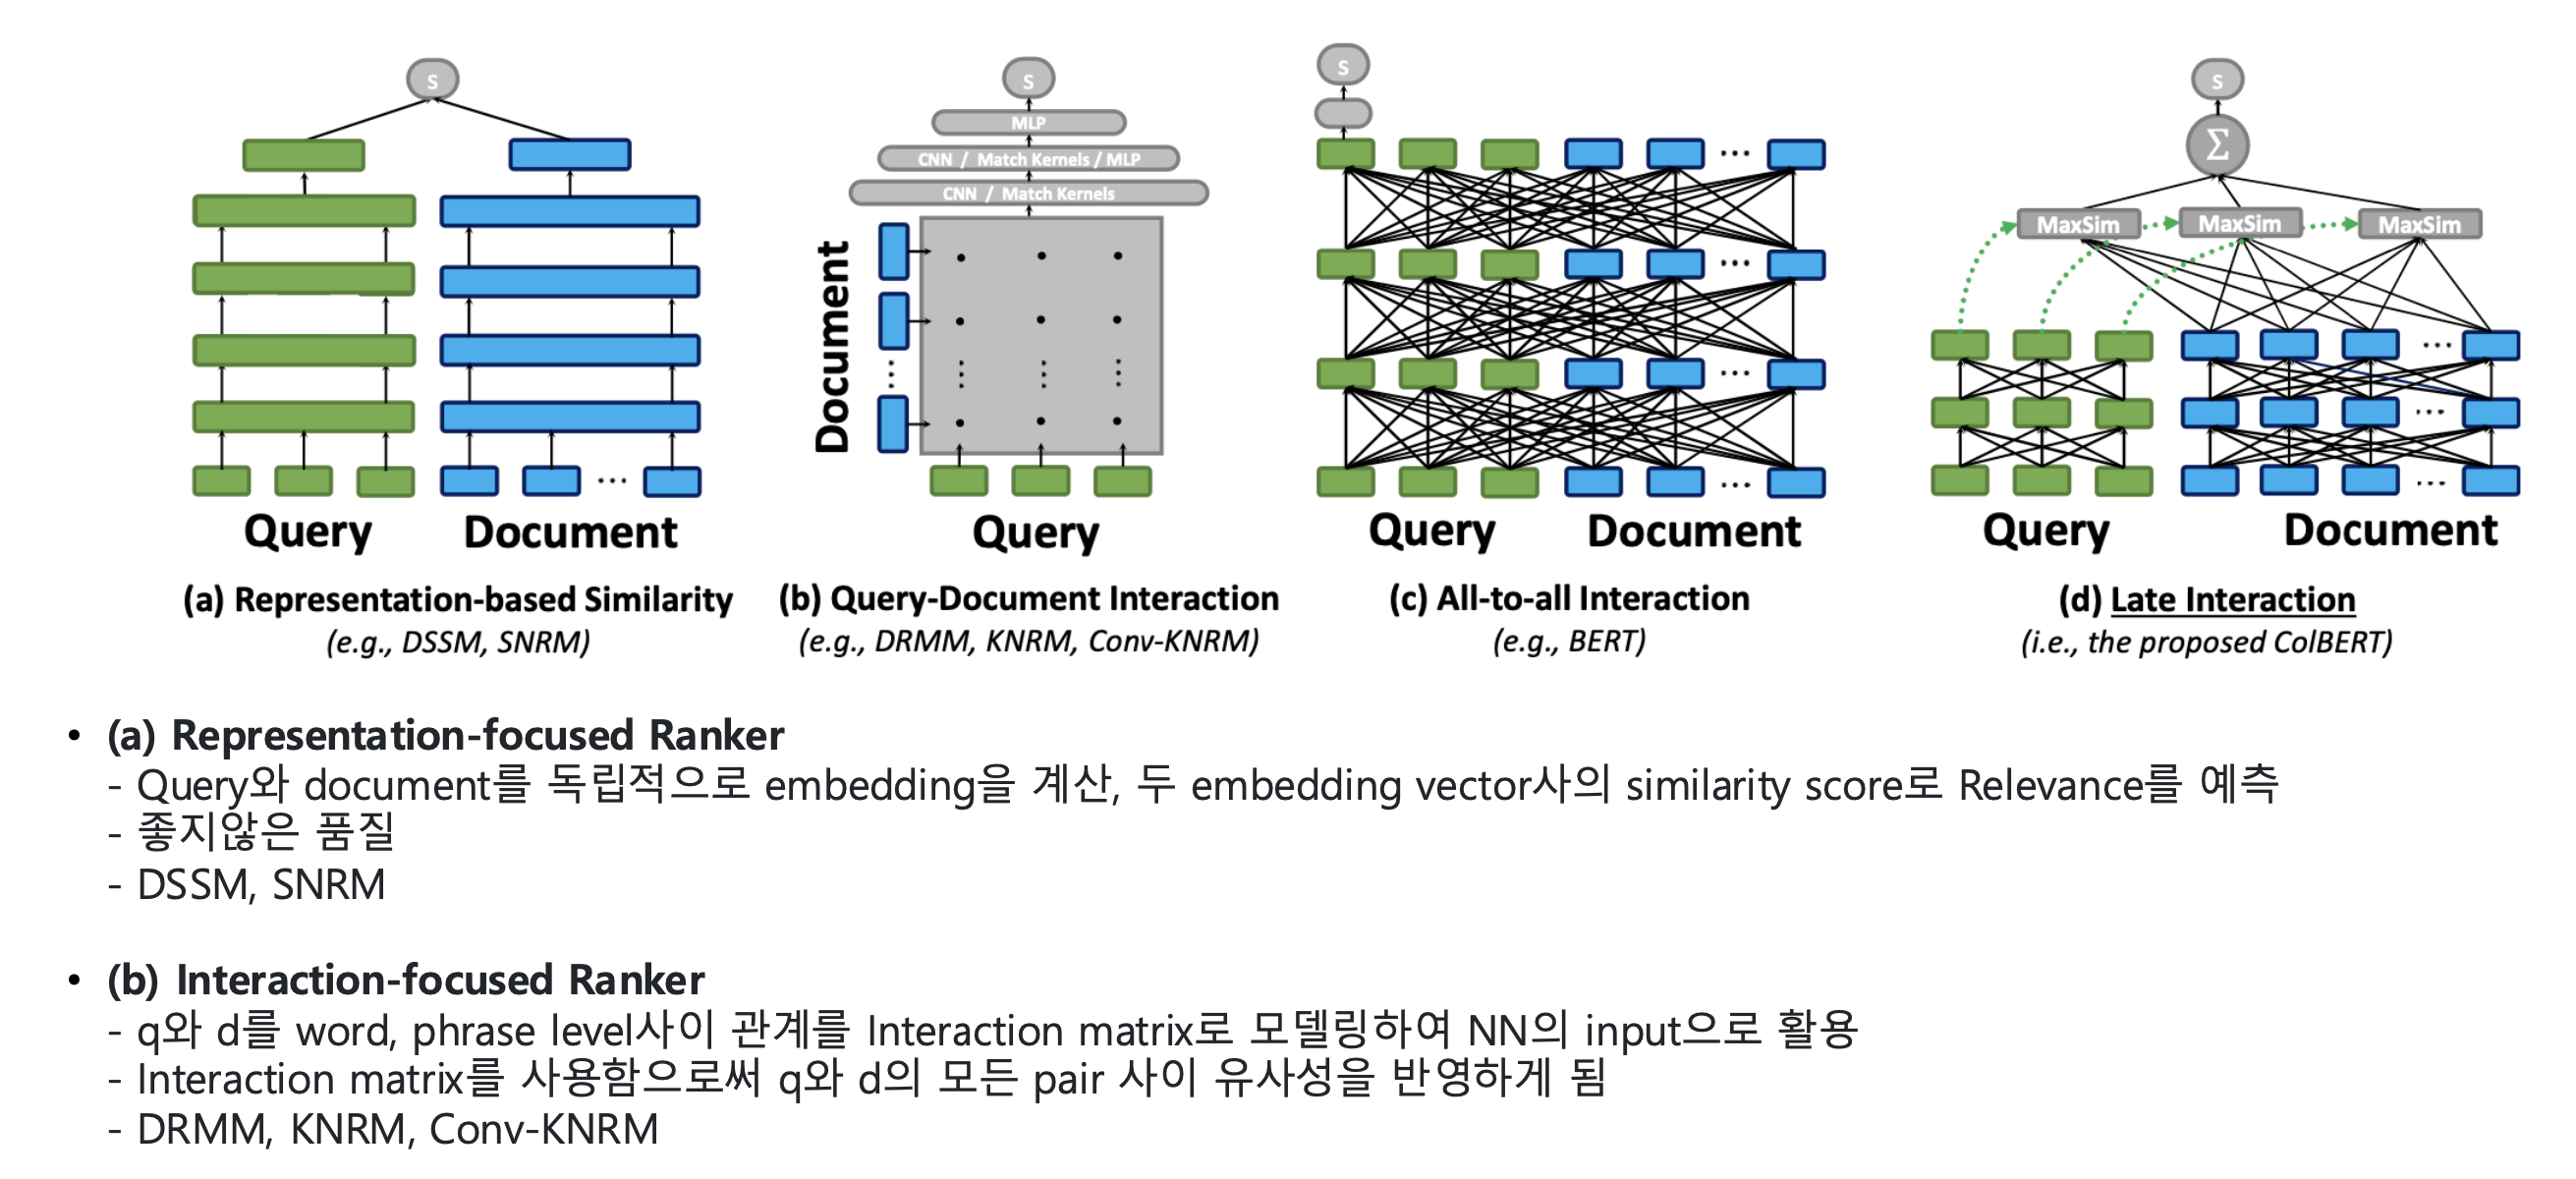 s
Query
Document
(a) Representation-based Similarity
(e.g., DSSM, SNRM)
s
MLP
CNN / Match Kernels / MLP
CNN / Match Kernels
Document
Query
(b) Query-Document Interaction
(e.g., DRMM, KNRM, Conv-KNRM)
s
Query
Document
(c) All-to-all Interaction
(e.g., BERT)
s
Σ
MaxSim MaxSim MaxSim
Query
Document
(d) Late Interaction
(i.e., the proposed ColBERT)
• (a) Representation-focused Ranker
- Query와 document를 독립적으로 embedding을 계산, 두 embedding vector사의 similarity score로 Relevance를 예측
- 좋지않은 품질
- DSSM, SNRM
• (b) Interaction-focused Ranker
- q와 d를 word, phrase level사이 관계를 Interaction matrix로 모델링하여 NN의 input으로 활용
- Interaction matrix를 사용함으로써 q와 d의 모든 pair 사이 유사성을 반영하게 됨
- DRMM, KNRM, Conv-KNRM